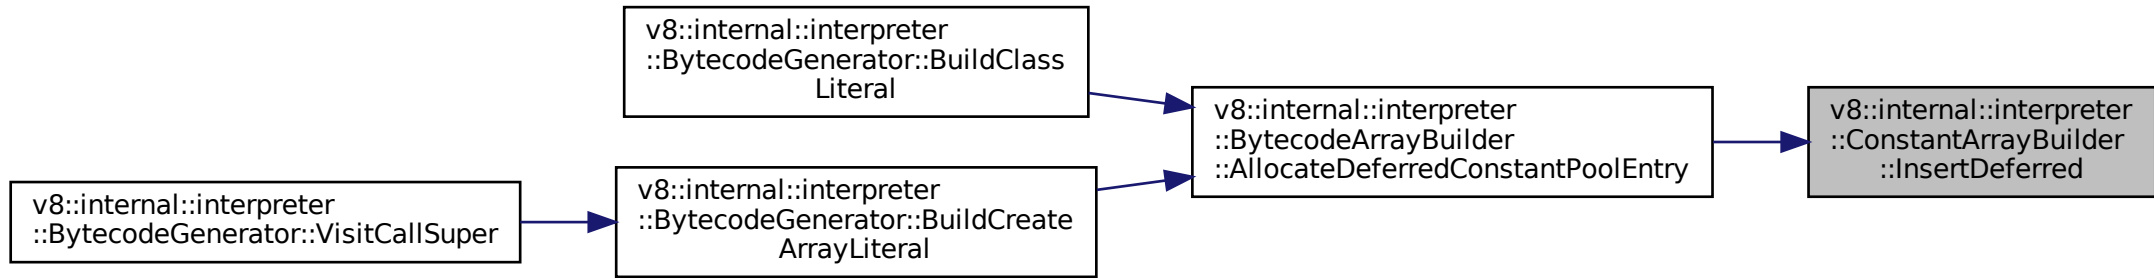 v8::internal::interpreter
::BytecodeGenerator::BuildClass
Literal
v8::internal::interpreter
::BytecodeArrayBuilder
::AllocateDeferredConstantPoolEntry
v8::internal::interpreter
::ConstantArrayBuilder
::InsertDeferred
v8::internal::interpreter
::BytecodeGenerator::BuildCreate
ArrayLiteral
v8::internal::interpreter
::BytecodeGenerator::VisitCallSuper